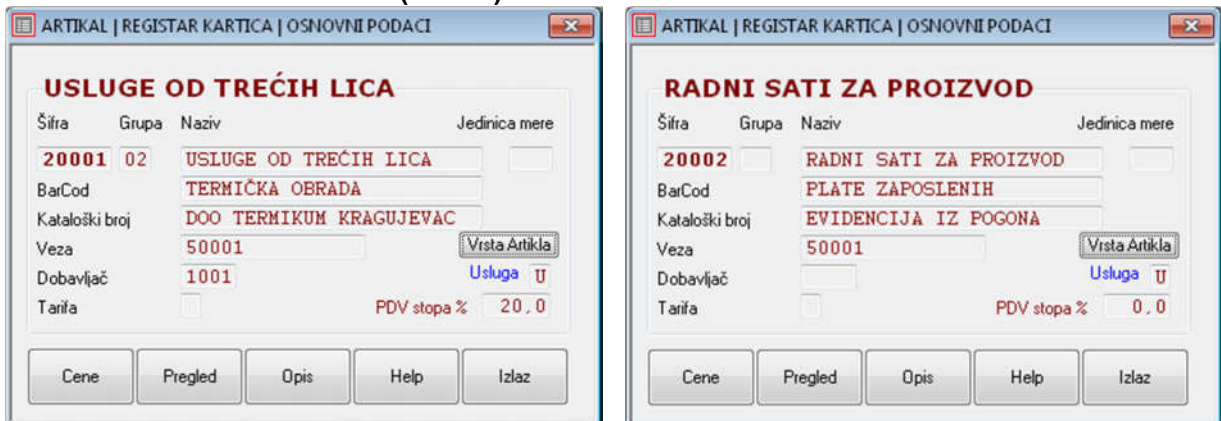 ARTIKAL | REGISTAR KARTICA | OSNOVNI PODACI
USLUGE OD TREĆIH LICA
Šifra Grupa Naziv Jedinica mere
20001 02 USLUGE OD TREĆIH LICA
BarCod TERMIČKA OBRADA
Kataloški broj DOO TERMIKUM KRAGUJEVAC
Veza 50001 Vrsta Artikla
Dobavljač 1001 Usluga U
Tarifa PDV stopa % 20,0
Cene Pregled Opis Help Izlaz
ARTIKAL | REGISTAR KARTICA | OSNOVNI PODACI
RADNI SATI ZA PROIZVOD
Šifra Grupa Naziv Jedinica mere
20002 RADNI SATI ZA PROIZVOD
BarCod PLATE ZAPOSLENIH
Kataloški broj EVIDENCIJA IZ POGONA
Veza 50001 Vrsta Artikla
Dobavljač Usluga U
Tarifa PDV stopa % 0,0
Cene Pregled Opis Help Izlaz